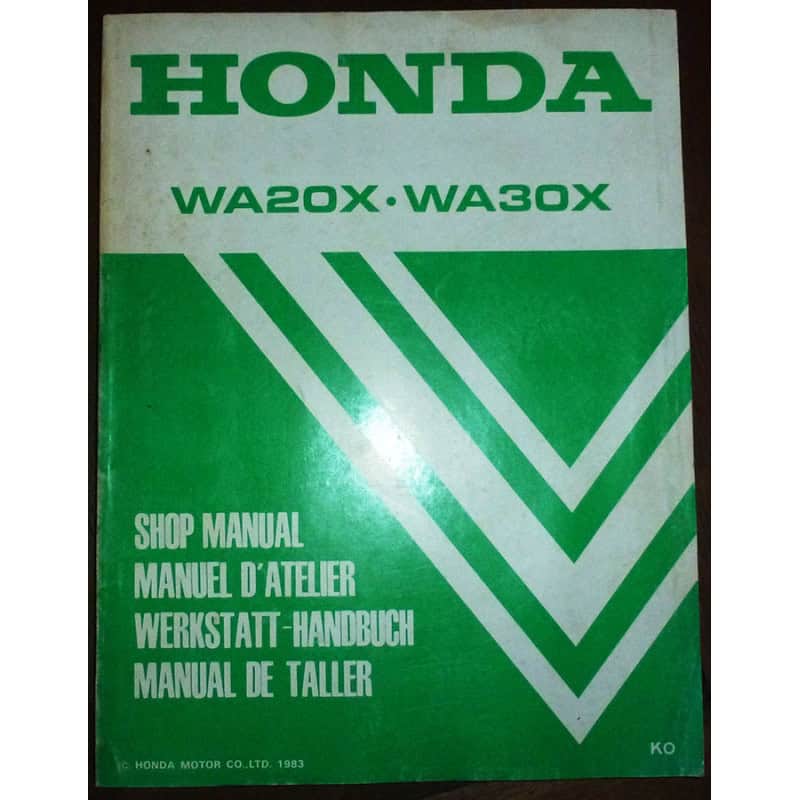 HONDA
WA20X·WA30X
SHOP MANUAL
MANUEL D'ATELIER
WERKSTATT-HANDBUCH
MANUAL DE TALLER
KO
© HONDA MOTOR CO.,LTD. 1983